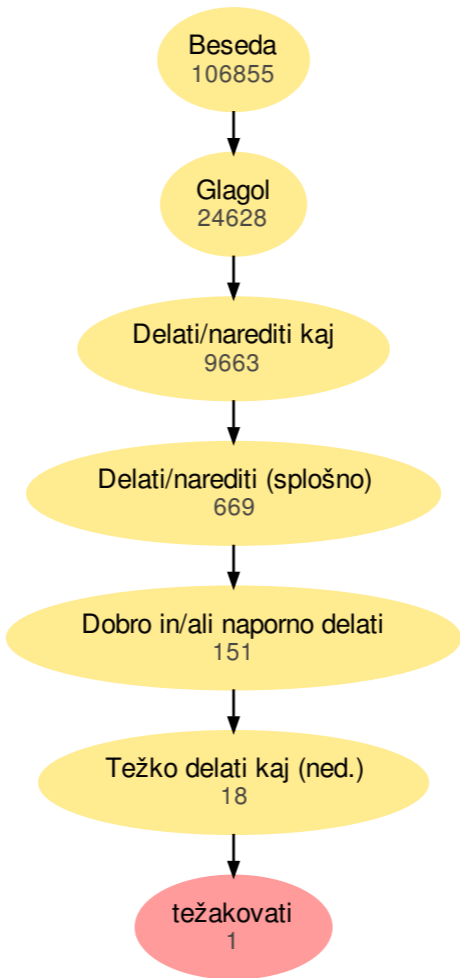 Beseda
106855
Glagol
24628
Delati/narediti kaj
9663
Delati/narediti (splošno)
669
Dobro in/ali naporno delati
151
Težko delati kaj (ned.)
18
težakovati
1